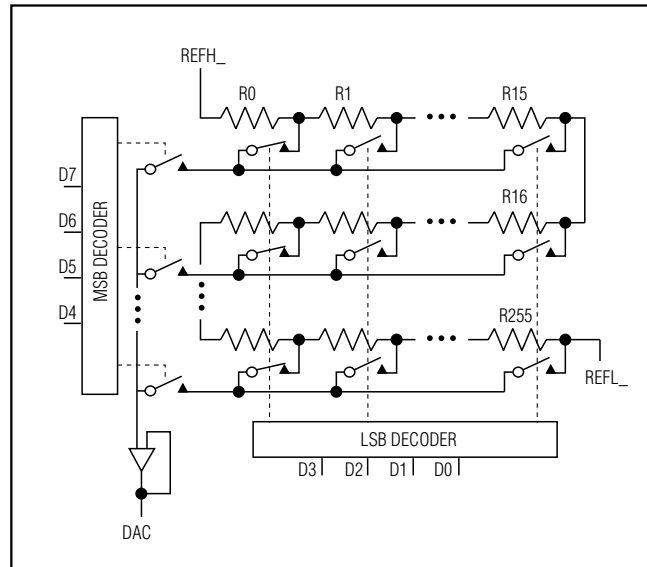 REFH_
R0 R1 R15
D7
D6
D5
D4
MSB DECODER
R16
R255
REFL_
LSB DECODER
D3 D2 D1 D0
DAC